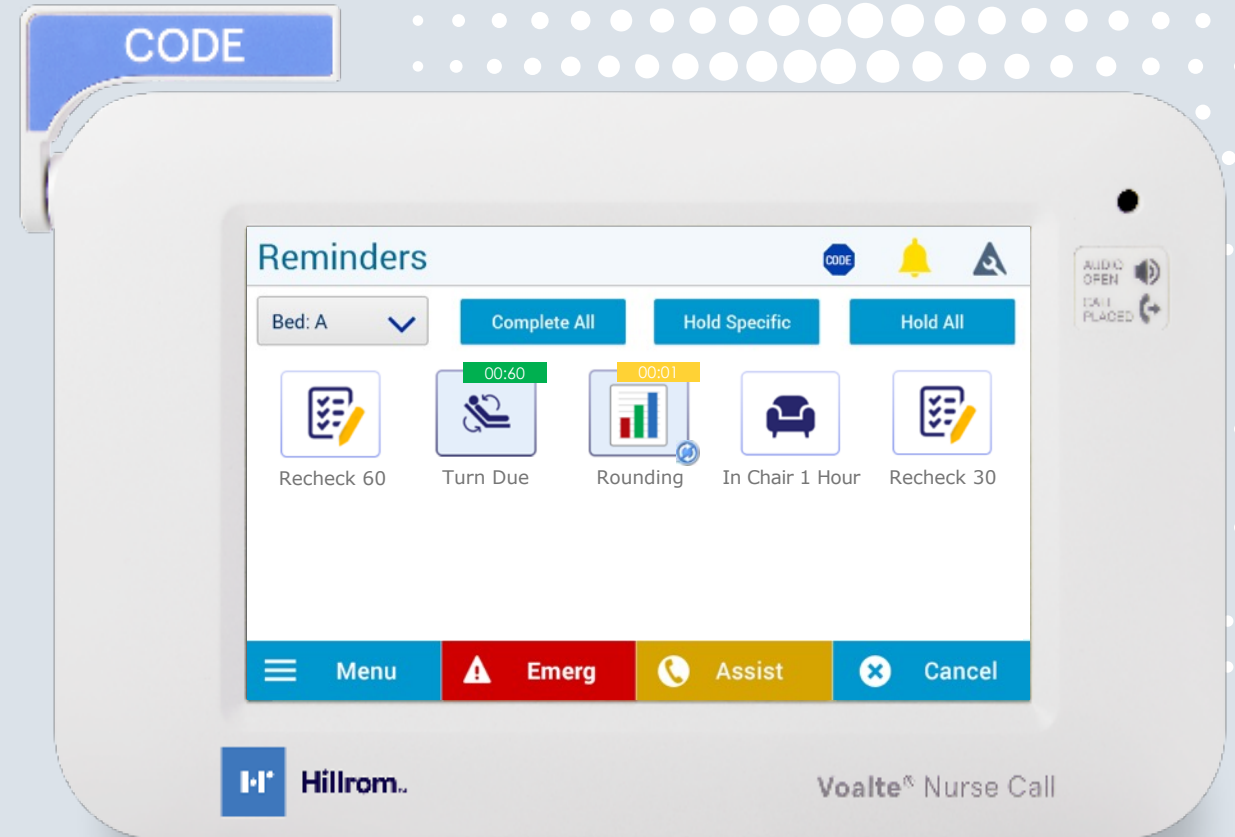 CODE
Reminders
CODE
Bed: A
Complete All
Hold Specific
Hold All
00:60
00:01
Recheck 60
Turn Due
Rounding
In Chair 1 Hour
Recheck 30
Menu
Emerg
Assist
Cancel
AUDIO
OPEN
CALL
PLACED
Hillrom™
Voalte® Nurse Call